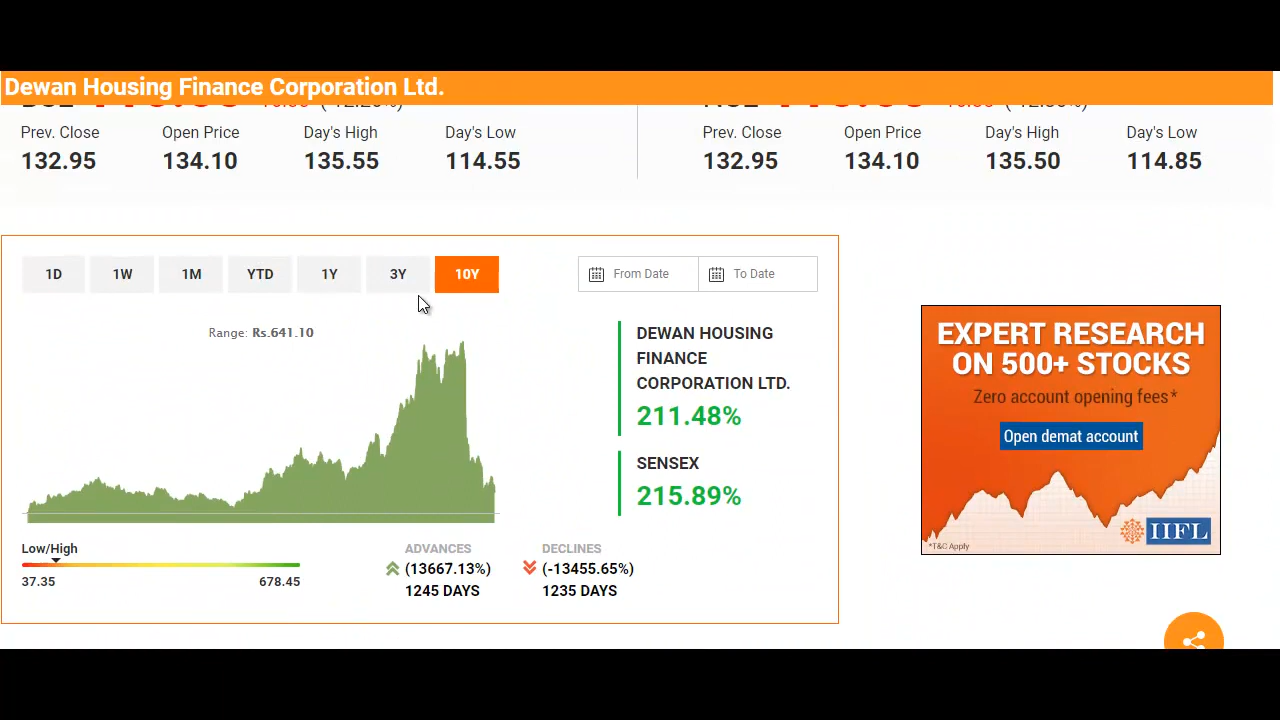 Dewan Housing Finance Corporation Ltd.
Prev. Close Open Price Day's High Day's Low
132.95 134.10 135.55 114.55
Prev. Close Open Price Day's High Day's Low
132.95 134.10 135.50 114.85
1D 1W 1M YTD 1Y 3Y 10Y
From Date To Date
Range: Rs.641.10
DEWAN HOUSING
FINANCE
CORPORATION LTD.
211.48%
SENSEX
215.89%
Low/High
37.35 678.45
ADVANCES
(13667.13%)
1245 DAYS
DECLINES
(-13455.65%)
1235 DAYS
EXPERT RESEARCH
ON 500+ STOCKS
Zero account opening fees*
Open demat account
*T&C Apply
IIFL